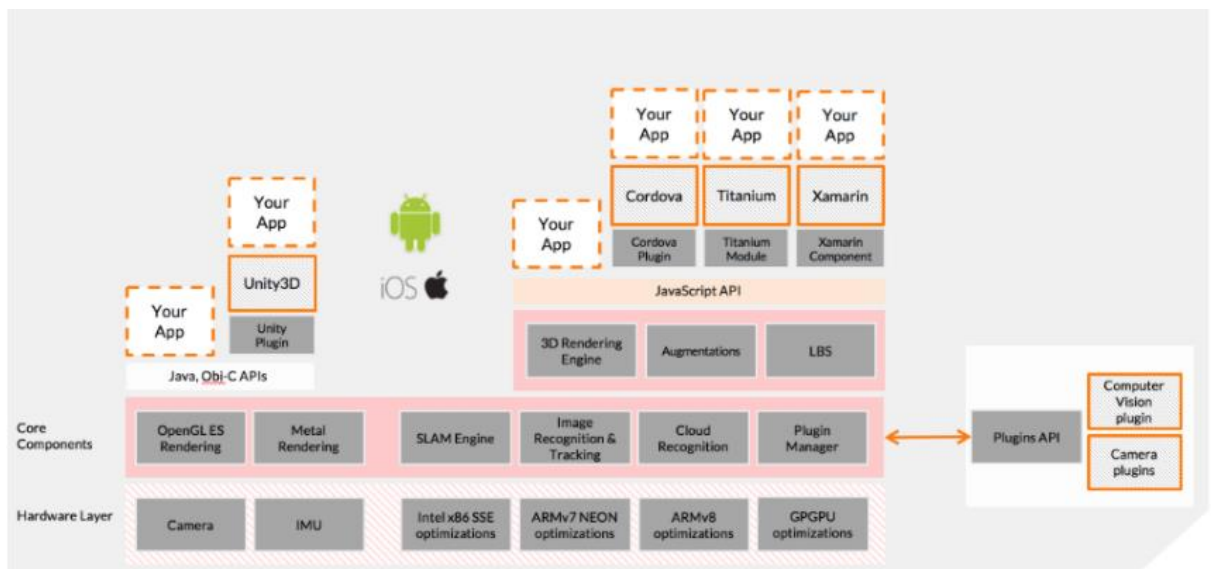 Your
App
Your
App
Your
App
Cordova
Titanium
Xamarin
Your
App
Cordova
Plugin
Titanium
Module
Xamarin
Component
JavaScript API
3D Rendering
Engine
Augmentations
LBS
iOS
Your
App
Unity3D
Unity
Plugin
Your
App
Java, Obj-C APIs
Core
Components
OpenGL ES
Rendering
Metal
Rendering
SLAM Engine
Image
Recognition &
Tracking
Cloud
Recognition
Plugin
Manager
Plugins API
Computer
Vision
plugin
Camera
plugins
Hardware Layer
Camera
IMU
Intel x86 SSE
optimizations
ARMv7 NEON
optimizations
ARMv8
optimizations
GPGPU
optimizations